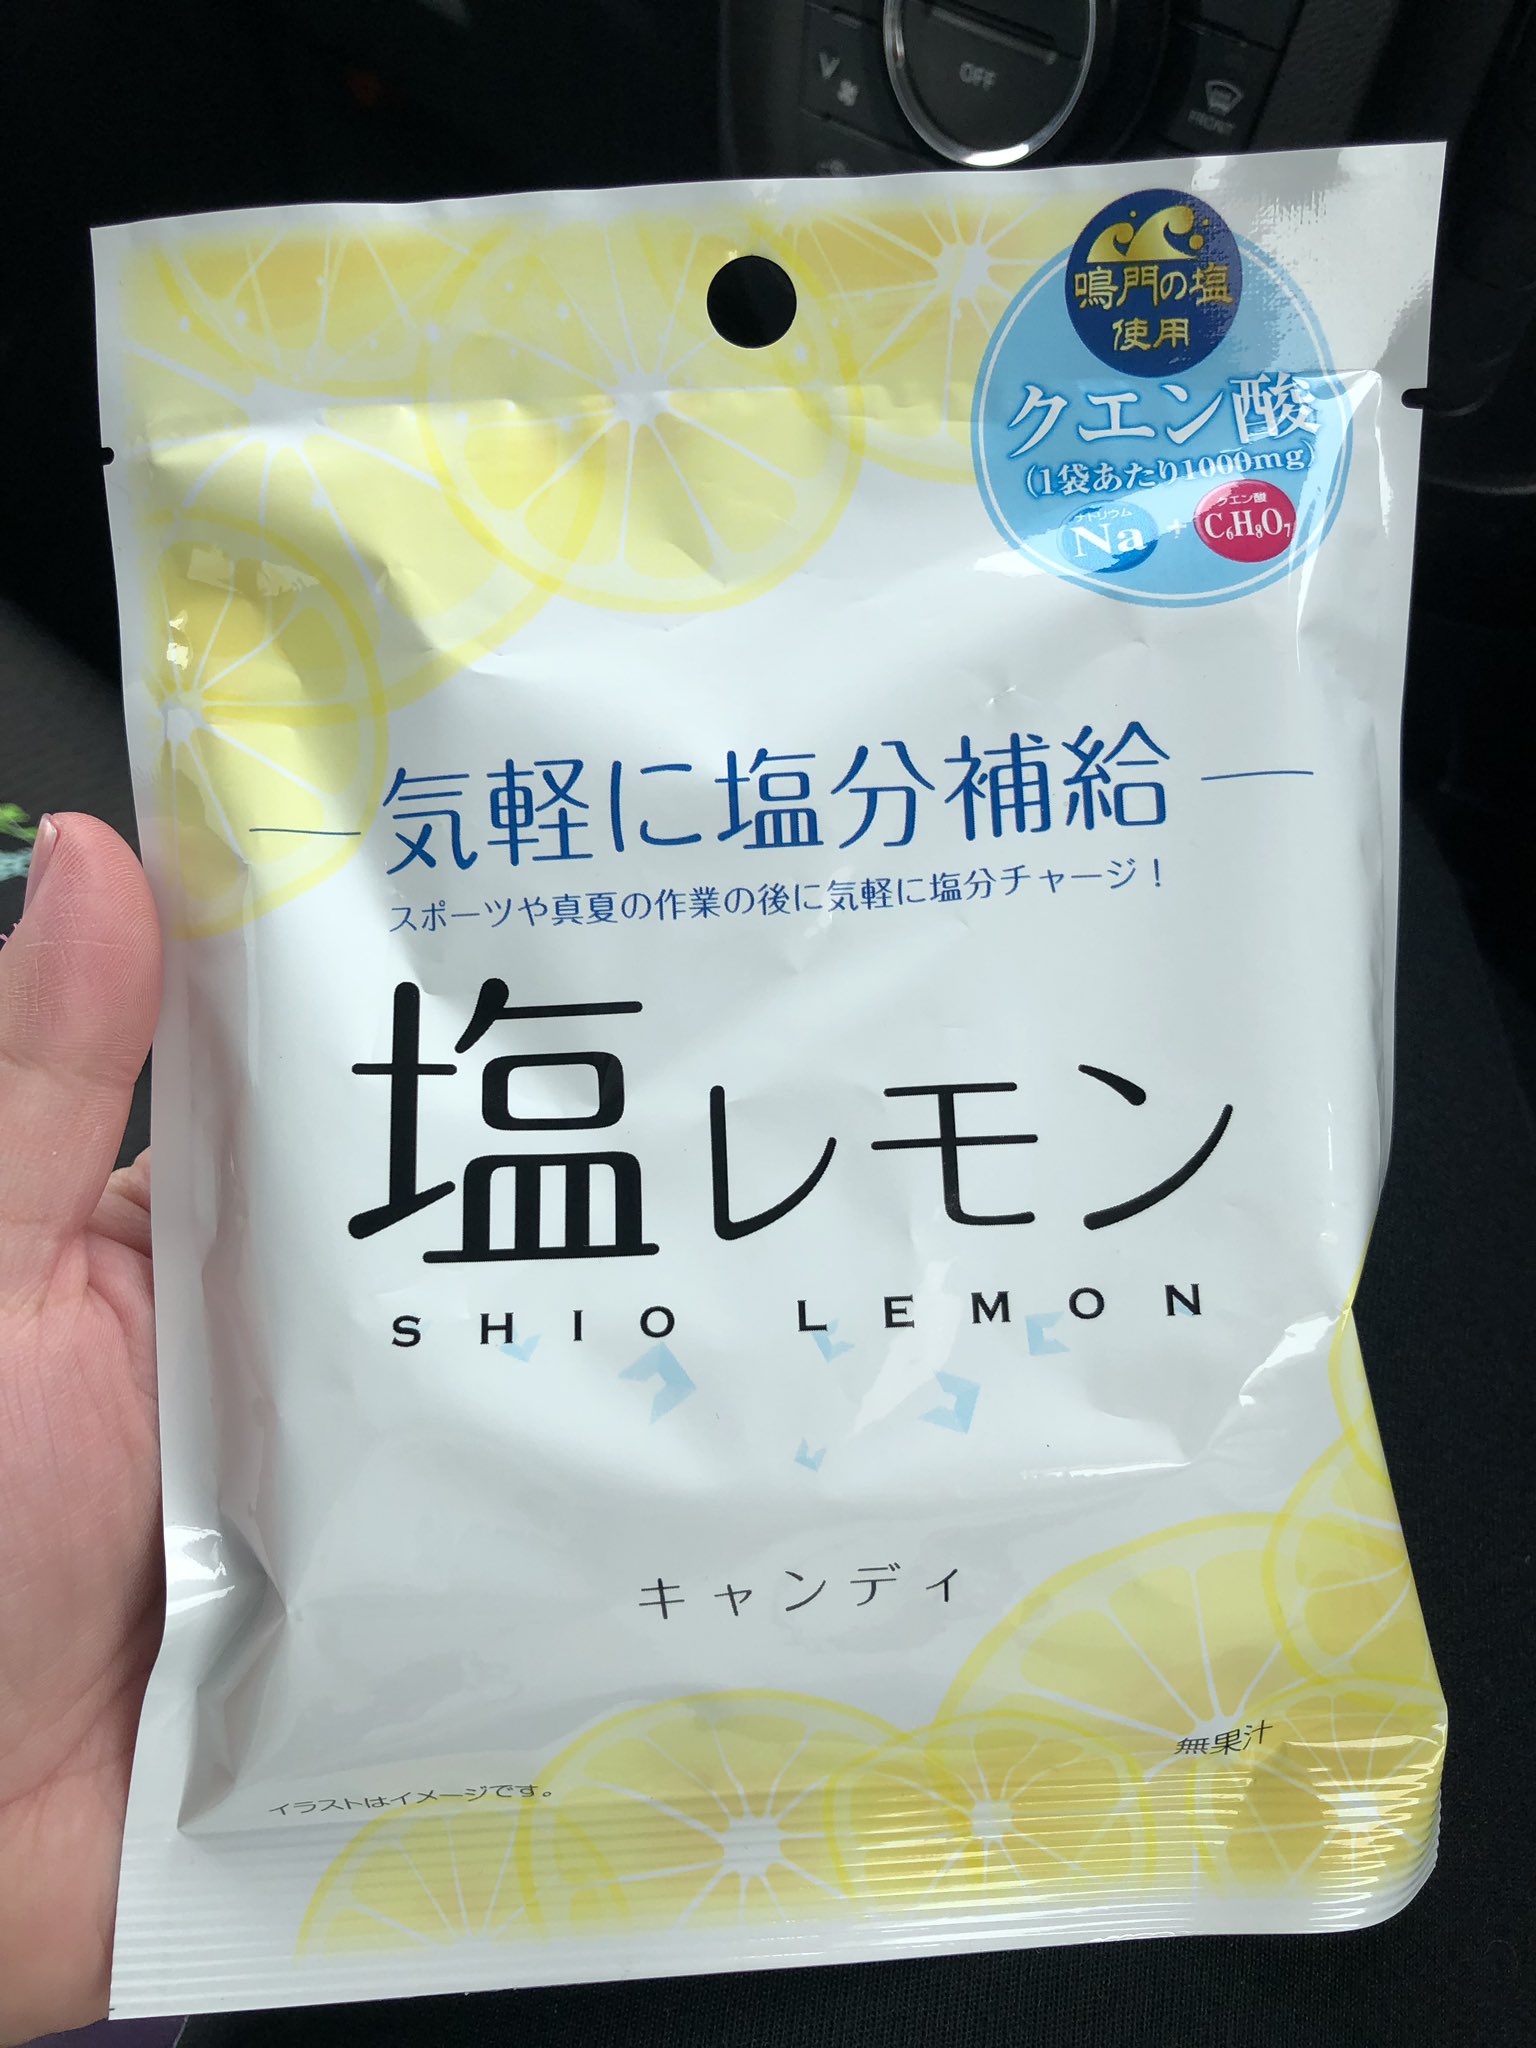 OFF
FRONT
鳴門の塩
使用
クエン酸
(1袋あたり1000mg)
ナトリウム
Na
+
クエン酸
C₆H₈O₇
気軽に塩分補給
スポーツや真夏の作業の後に気軽に塩分チャージ!
塩レモン
SHIO LEMON
キャンディ
無果汁
イラストはイメージです。